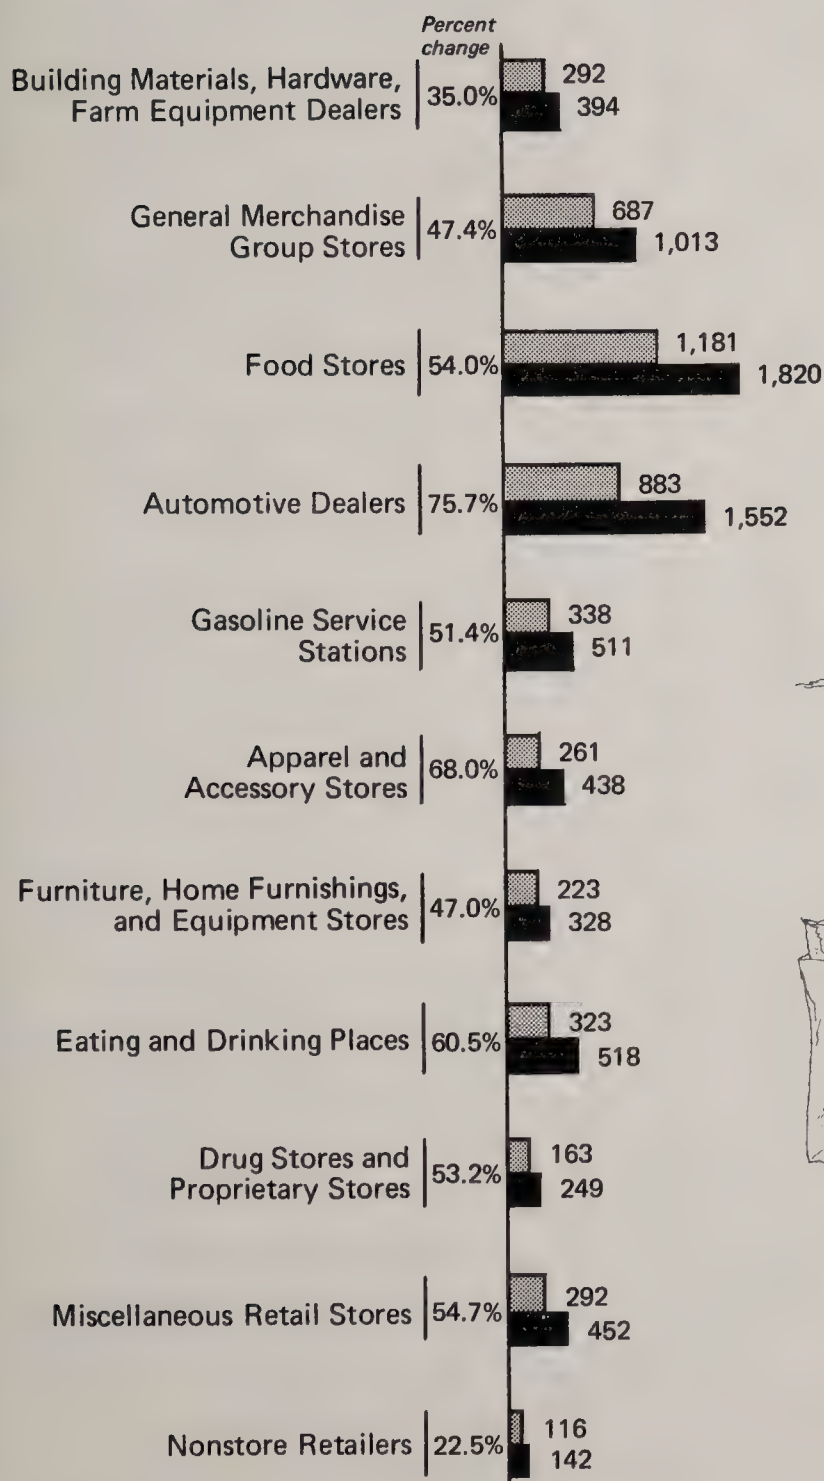 Percent
change
Building Materials, Hardware,
Farm Equipment Dealers
35.0%
292
394
General Merchandise
Group Stores
47.4%
687
1,013
Food Stores
54.0%
1,181
1,820
Automotive Dealers
75.7%
883
1,552
Gasoline Service
Stations
51.4%
338
511
Apparel and
Accessory Stores
68.0%
261
438
Furniture, Home Furnishings,
and Equipment Stores
47.0%
223
328
Eating and Drinking Places
60.5%
323
518
Drug Stores and
Proprietary Stores
53.2%
163
249
Miscellaneous Retail Stores
54.7%
292
452
Nonstore Retailers
22.5%
116
142